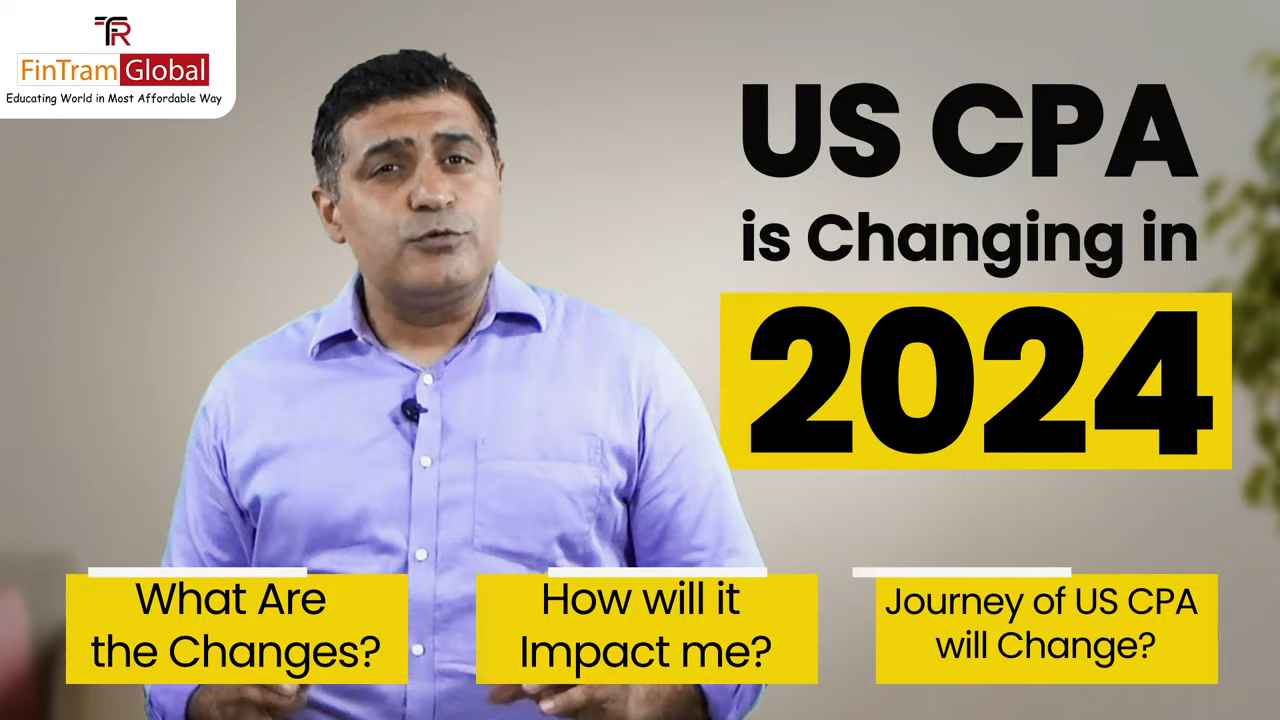 TR
FinTram Global
Educating World in Most Affordable Way
US CPA
is Changing in
2024
What Are
the Changes?
How will it
Impact me?
Journey of US CPA
will Change?